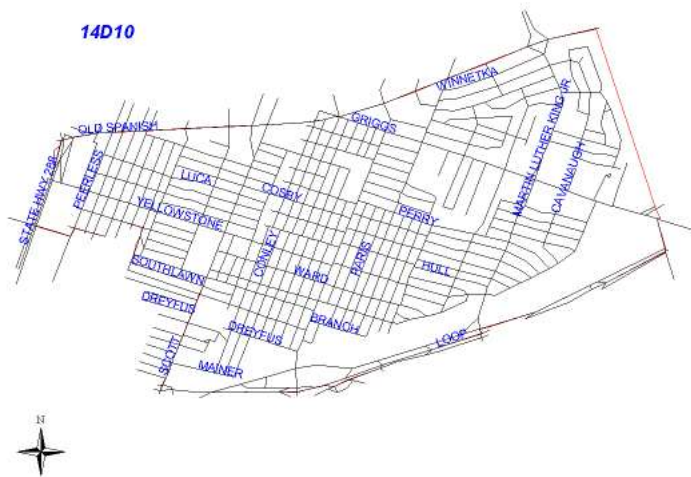 14D10
WINNETKA
OLD SPANISH
GRIGGS
MARTIN LUTHER KING JR
CAVANAUGH
STATE HWY 288
PEERLESS
LUCA
COSBY
YELLOWSTONE
PERRY
CONLEY
WARD
PARIS
HULL
SOUTHLAWN
DREYFUS
SCOTT
DREYFUS
BRANCH
LOOP
MAINER
N